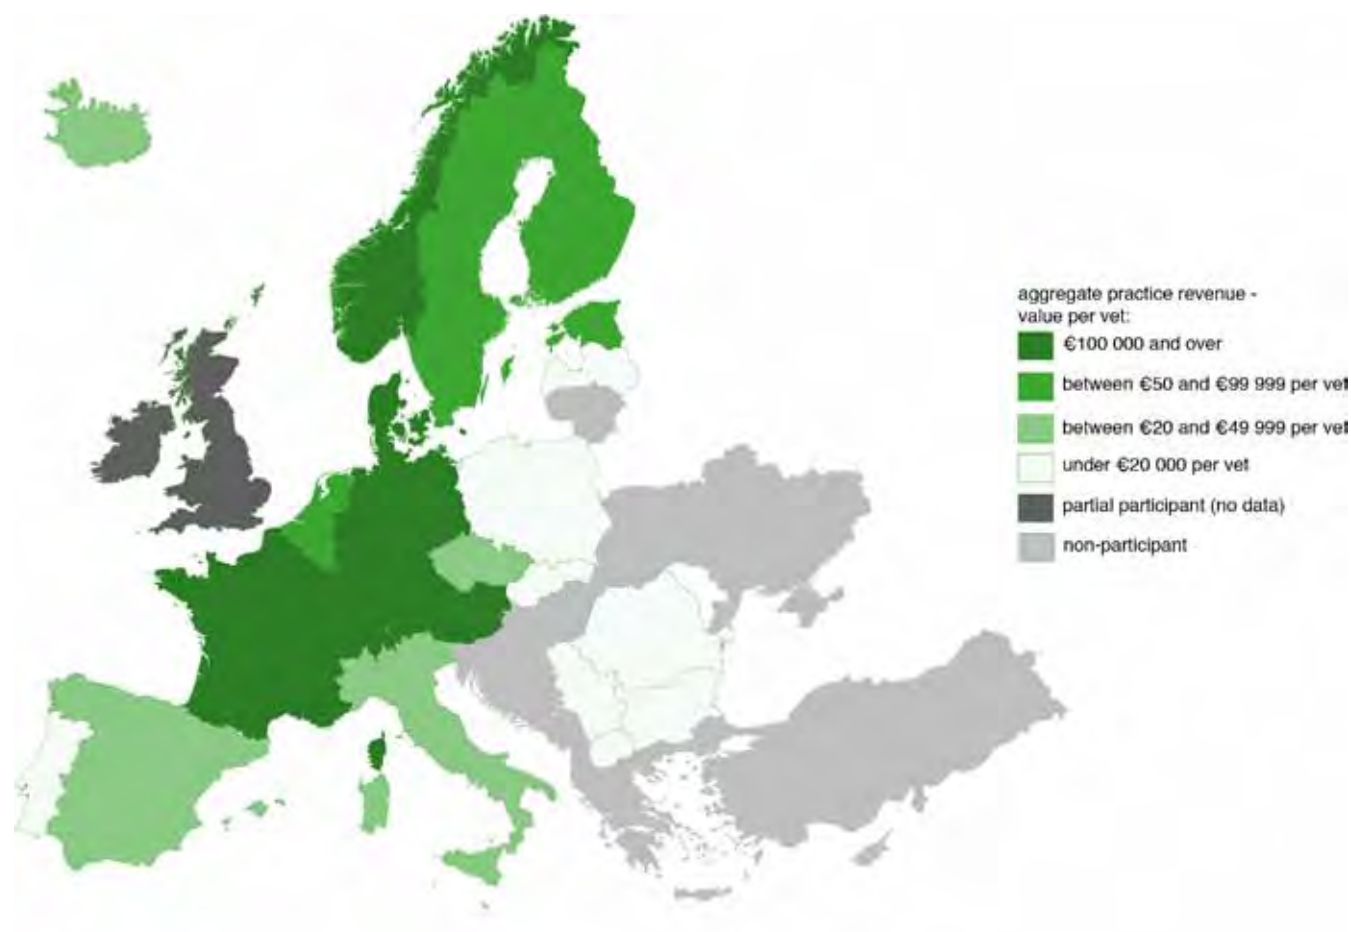 aggregate practice revenue -
value per vet:
€100 000 and over
between €50 and €99 999 per vet
between €20 and €49 999 per vet
under €20 000 per vet
partial participant (no data)
non-participant